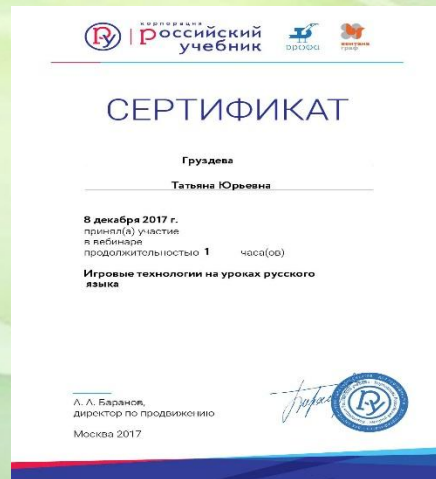 корпорация
российский
учебник
дрофа
вентана
граф
СЕРТИФИКАТ
Груздева
Татьяна Юрьевна
8 декабря 2017 г.
принял(а) участие
в вебинаре
продолжительностью 1 часа(ов)
Игровые технологии на уроках русского
языка
А. А. Баранов,
директор по продвижению
Москва 2017